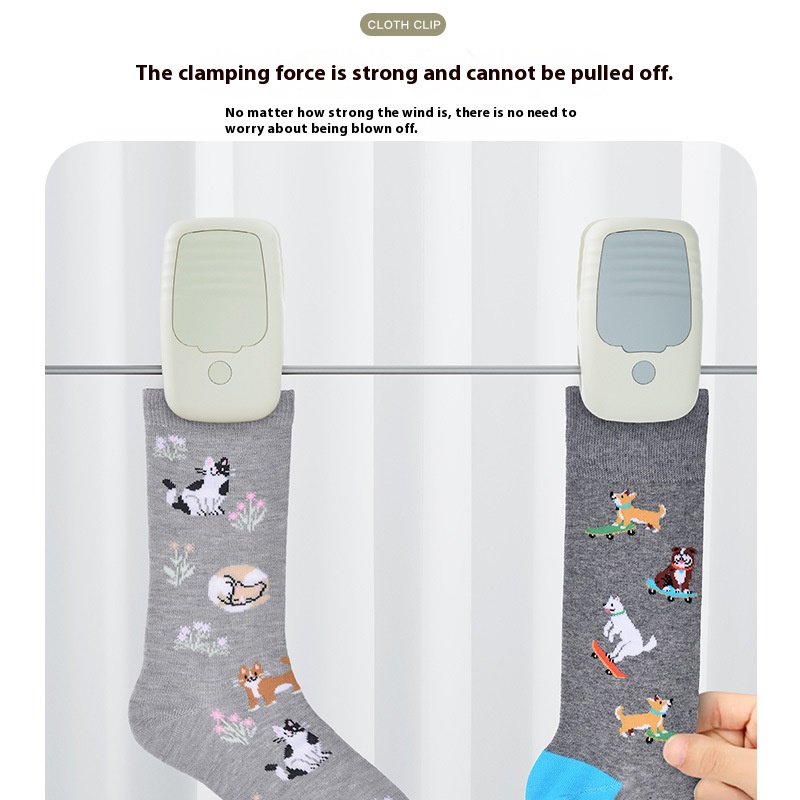 CLOTH CLIP
The clamping force is strong and cannot be pulled off.
No matter how strong the wind is, there is no need to
worry about being blown off.